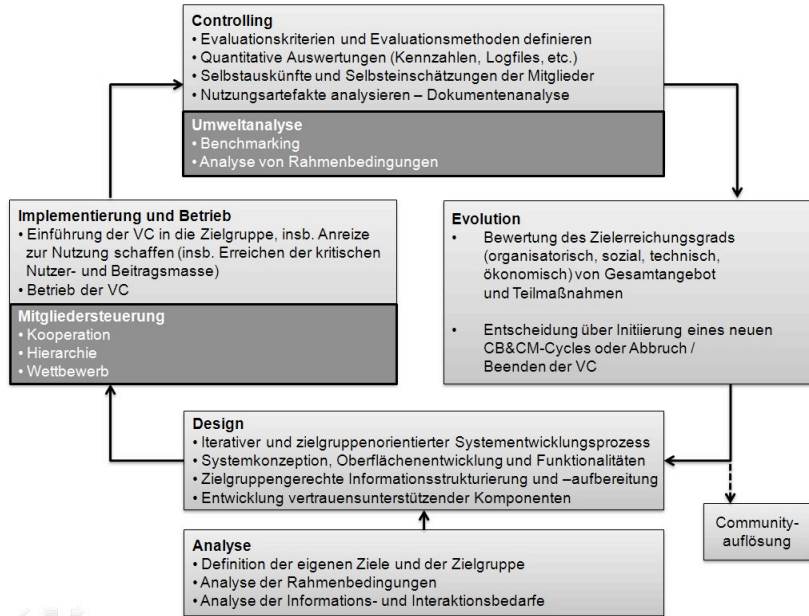 Controlling
• Evaluationskriterien und Evaluationsmethoden definieren
• Quantitative Auswertungen (Kennzahlen, Logfiles, etc.)
• Selbstauskünfte und Selbsteinschätzungen der Mitglieder
• Nutzungsartefakte analysieren – Dokumentenanalyse
Umweltanalyse
• Benchmarking
• Analyse von Rahmenbedingungen
Implementierung und Betrieb
• Einführung der VC in die Zielgruppe, insb. Anreize
zur Nutzung schaffen (insb. Erreichen der kritischen
Nutzer- und Beitragsmasse)
• Betrieb der VC
Mitgliedersteuerung
• Kooperation
• Hierarchie
• Wettbewerb
Evolution
• Bewertung des Zielerreichungsgrads
(organisatorisch, sozial, technisch,
ökonomisch) von Gesamtangebot
und Teilmaßnahmen
• Entscheidung über Initiierung eines neuen
CB&CM-Cycles oder Abbruch /
Beenden der VC
Design
• Iterativer und zielgruppenorientierter Systementwicklungsprozess
• Systemkonzeption, Oberflächenentwicklung und Funktionalitäten
• Zielgruppengerechte Informationsstrukturierung und –aufbereitung
• Entwicklung vertrauensunterstützender Komponenten
Community-
auflösung
Analyse
• Definition der eigenen Ziele und der Zielgruppe
• Analyse der Rahmenbedingungen
• Analyse der Informations- und Interaktionsbedarfe